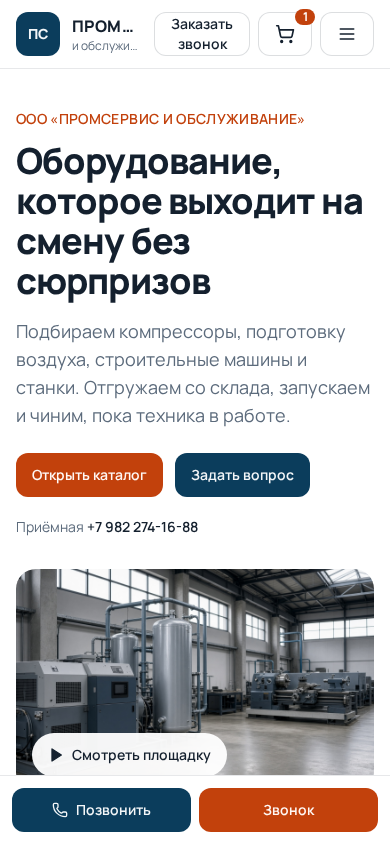 ПС
ПРОМ...
и обслужи...
Заказать
звонок
1
ООО «ПРОМСЕРВИС И ОБСЛУЖИВАНИЕ»
Оборудование,
которое выходит на
смену без
сюрпризов
Подбираем компрессоры, подготовку
воздуха, строительные машины и
станки. Отгружаем со склада, запускаем
и чиним, пока техника в работе.
Открыть каталог
Задать вопрос
Приёмная +7 982 274-16-88
Смотреть площадку
Позвонить
Звонок